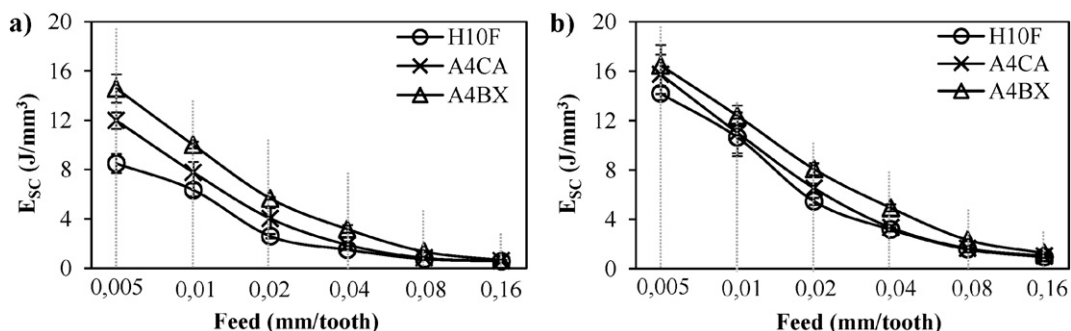 a)
20
16
12
8
4
0
E_SC (J/mm³)
H10F
A4CA
A4BX
0,005 0,01 0,02 0,04 0,08 0,16
Feed (mm/tooth)
b)
20
16
12
8
4
0
E_SC (J/mm³)
H10F
A4CA
A4BX
0,005 0,01 0,02 0,04 0,08 0,16
Feed (mm/tooth)